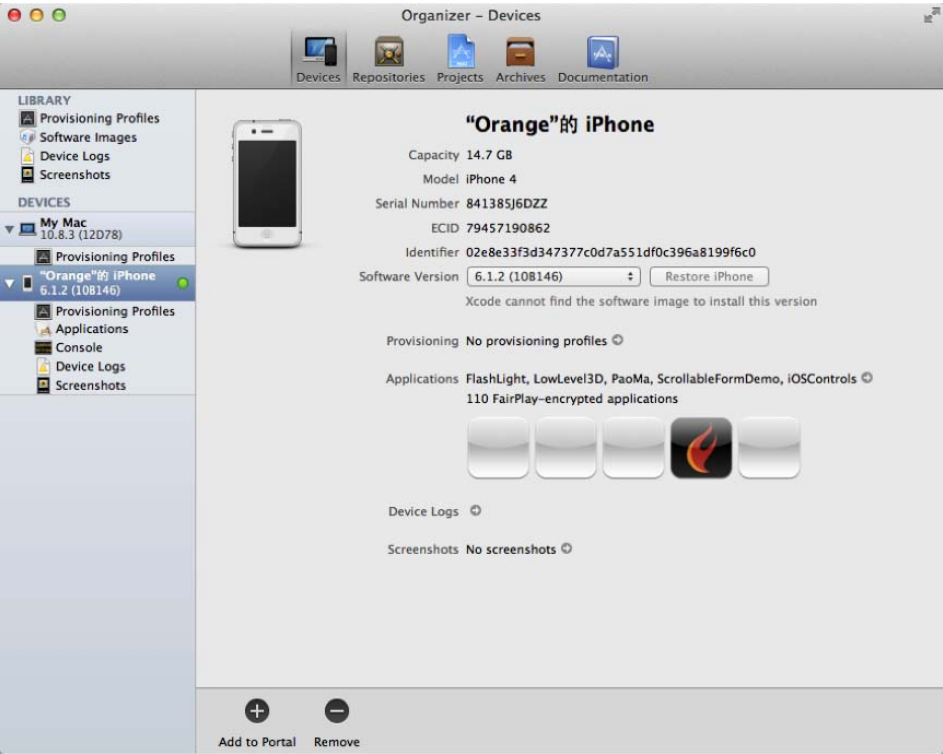 Organizer – Devices
Devices Repositories Projects Archives Documentation
LIBRARY
Provisioning Profiles
Software Images
Device Logs
Screenshots
DEVICES
My Mac
10.8.3 (12D78)
Provisioning Profiles
“Orange”的 iPhone
6.1.2 (10B146)
Provisioning Profiles
Applications
Console
Device Logs
Screenshots
“Orange”的 iPhone
Capacity 14.7 GB
Model iPhone 4
Serial Number 841385J6DZZ
ECID 79457190862
Identifier 02e8e33f3d347377c0d7a551df0c396a8199f6c0
Software Version 6.1.2 (10B146) Restore iPhone
Xcode cannot find the software image to install this version
Provisioning No provisioning profiles
Applications FlashLight, LowLevel3D, PaoMa, ScrollableFormDemo, iOSControls
110 FairPlay-encrypted applications
Device Logs
Screenshots No screenshots
Add to Portal Remove